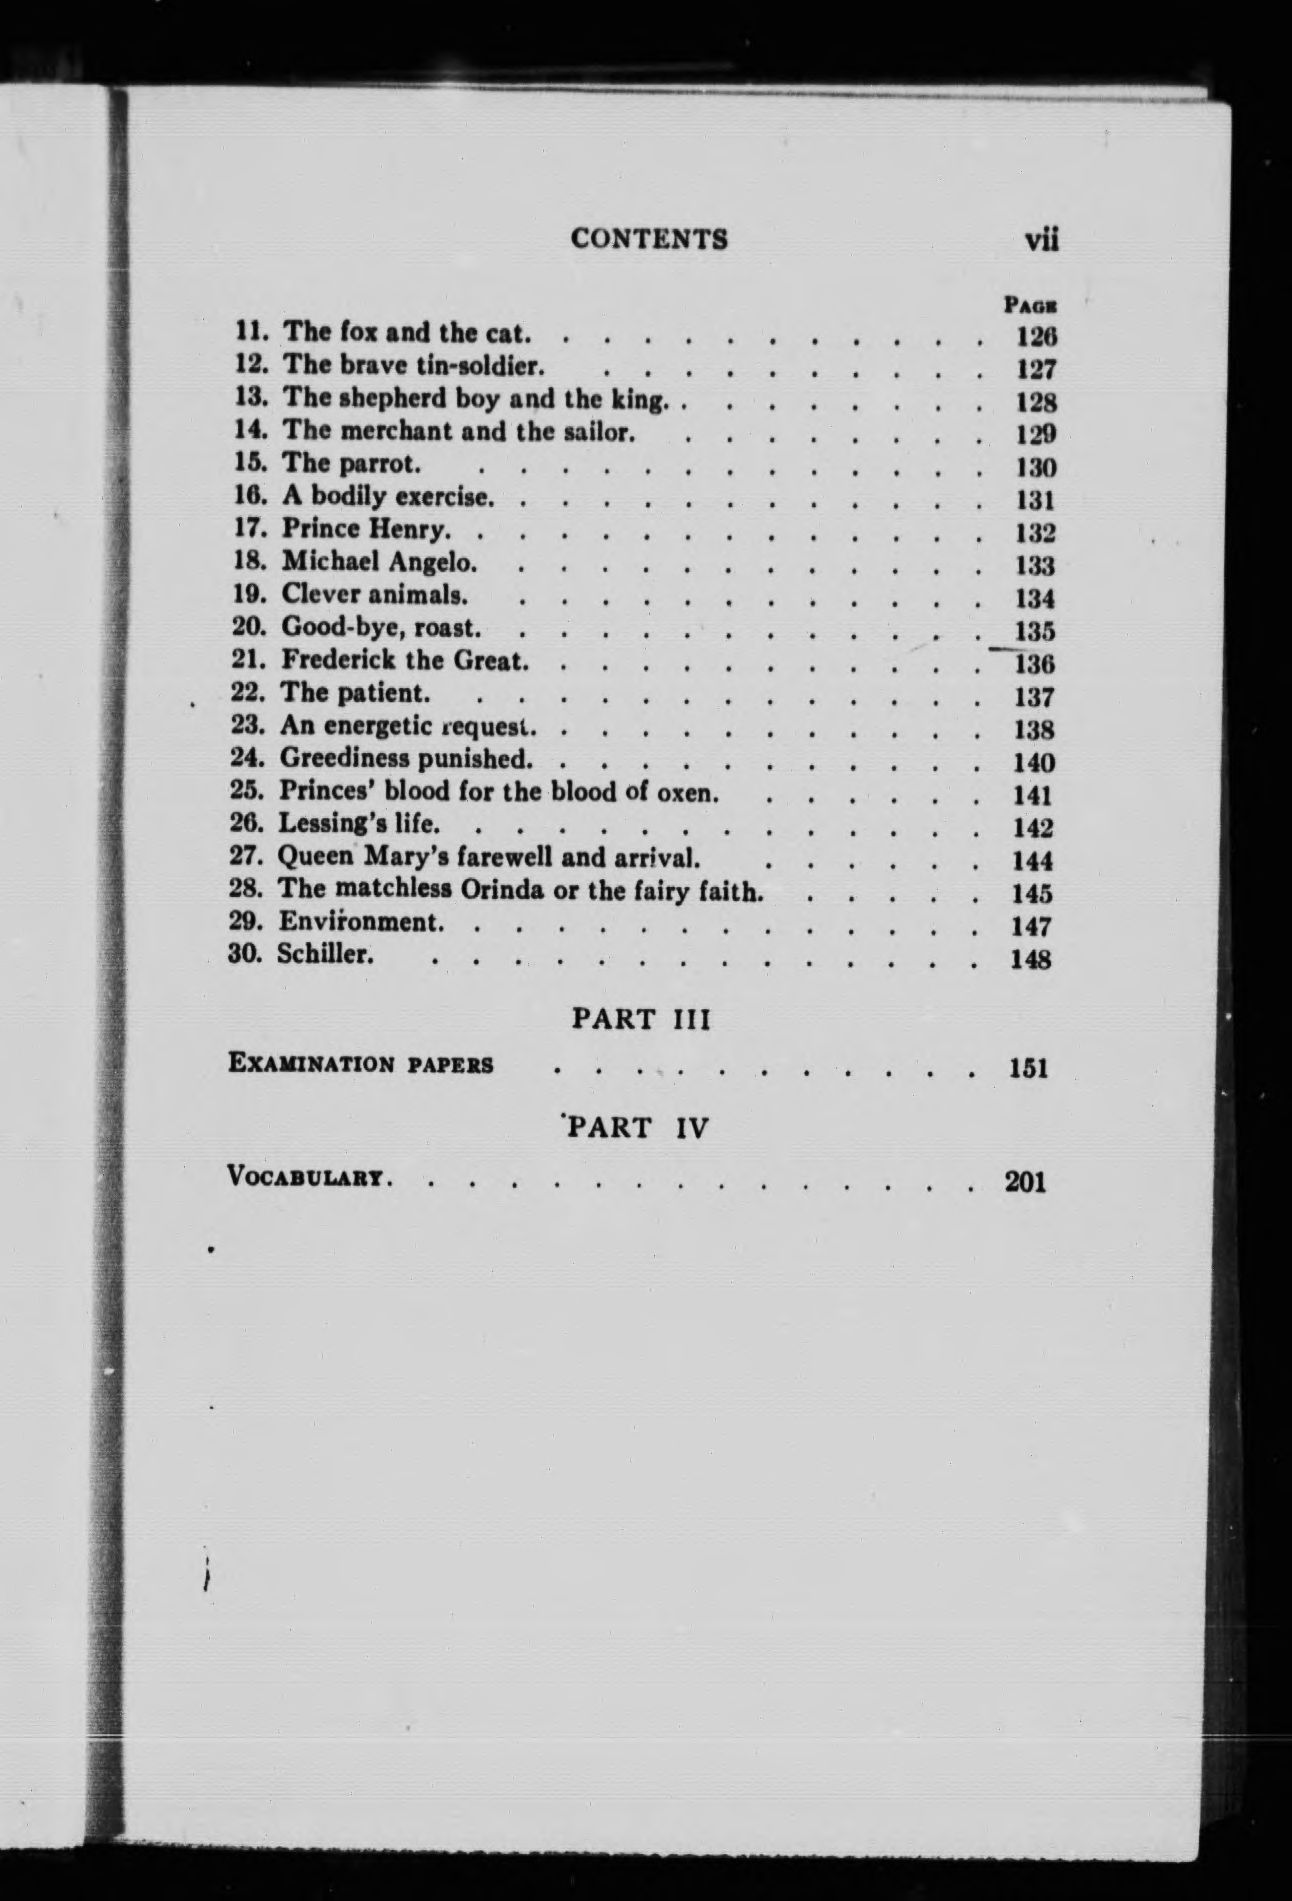 CONTENTS vii
PAGE
11. The fox and the cat. . . . . . . . . . . . 126
12. The brave tin-soldier. . . . . . . . . . . 127
13. The shepherd boy and the king. . . . . . . . . 128
14. The merchant and the sailor. . . . . . . . . 129
15. The parrot. . . . . . . . . . . . . . 130
16. A bodily exercise. . . . . . . . . . . . . 131
17. Prince Henry. . . . . . . . . . . . . . 132
18. Michael Angelo. . . . . . . . . . . . . 133
19. Clever animals. . . . . . . . . . . . . 134
20. Good-bye, roast. . . . . . . . . . . . . 135
21. Frederick the Great. . . . . . . . . . . . 136
22. The patient. . . . . . . . . . . . . . 137
23. An energetic request. . . . . . . . . . . . 138
24. Greediness punished. . . . . . . . . . . . 140
25. Princes' blood for the blood of oxen. . . . . . . 141
26. Lessing's life. . . . . . . . . . . . . . 142
27. Queen Mary's farewell and arrival. . . . . . . 144
28. The matchless Orinda or the fairy faith. . . . . . 145
29. Environment. . . . . . . . . . . . . . 147
30. Schiller. . . . . . . . . . . . . . . 148
PART III
EXAMINATION PAPERS . . . . . . . . . . . 151
PART IV
VOCABULARY. . . . . . . . . . . . . . . 201